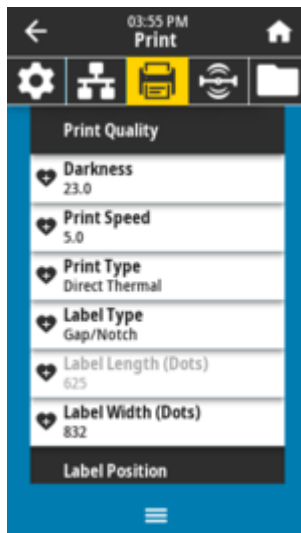 03:55 PM
Print
Print Quality
Darkness
23.0
Print Speed
5.0
Print Type
Direct Thermal
Label Type
Gap/Notch
Label Length (Dots)
625
Label Width (Dots)
832
Label Position